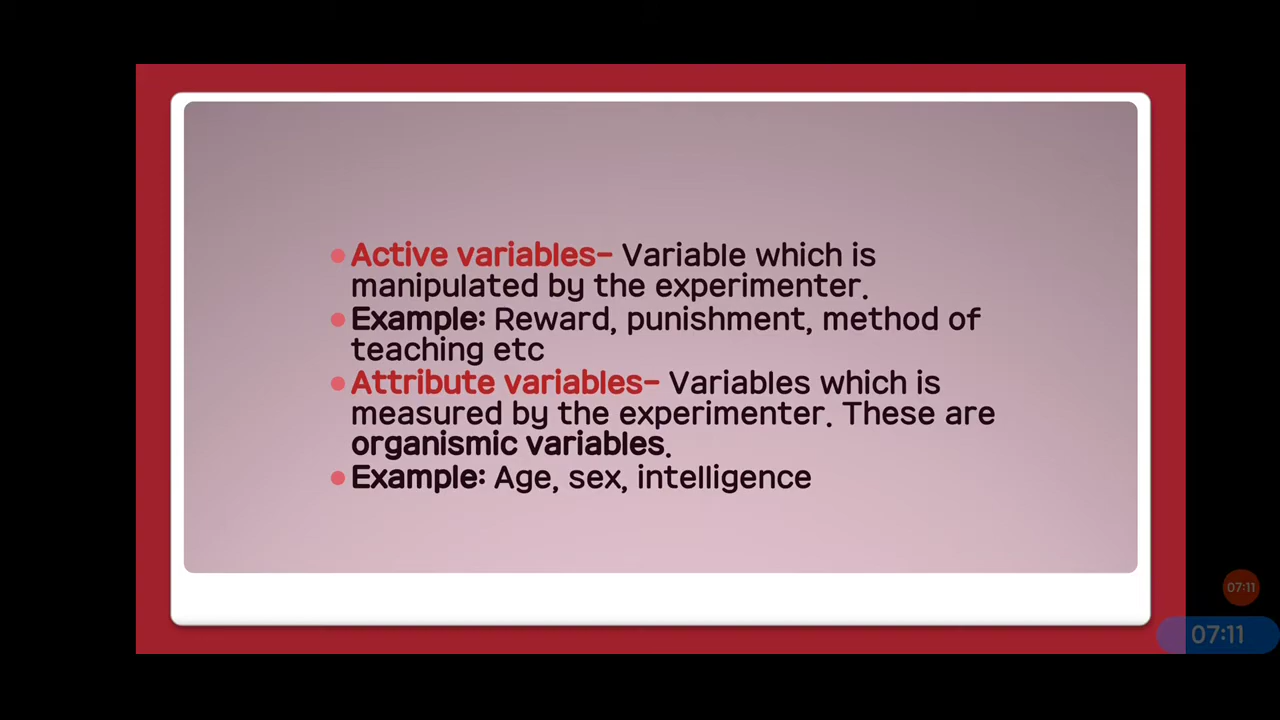 Active variables- Variable which is
manipulated by the experimenter.
Example: Reward, punishment, method of
teaching etc
Attribute variables- Variables which is
measured by the experimenter. These are
organismic variables.
Example: Age, sex, intelligence
07:11
07:11